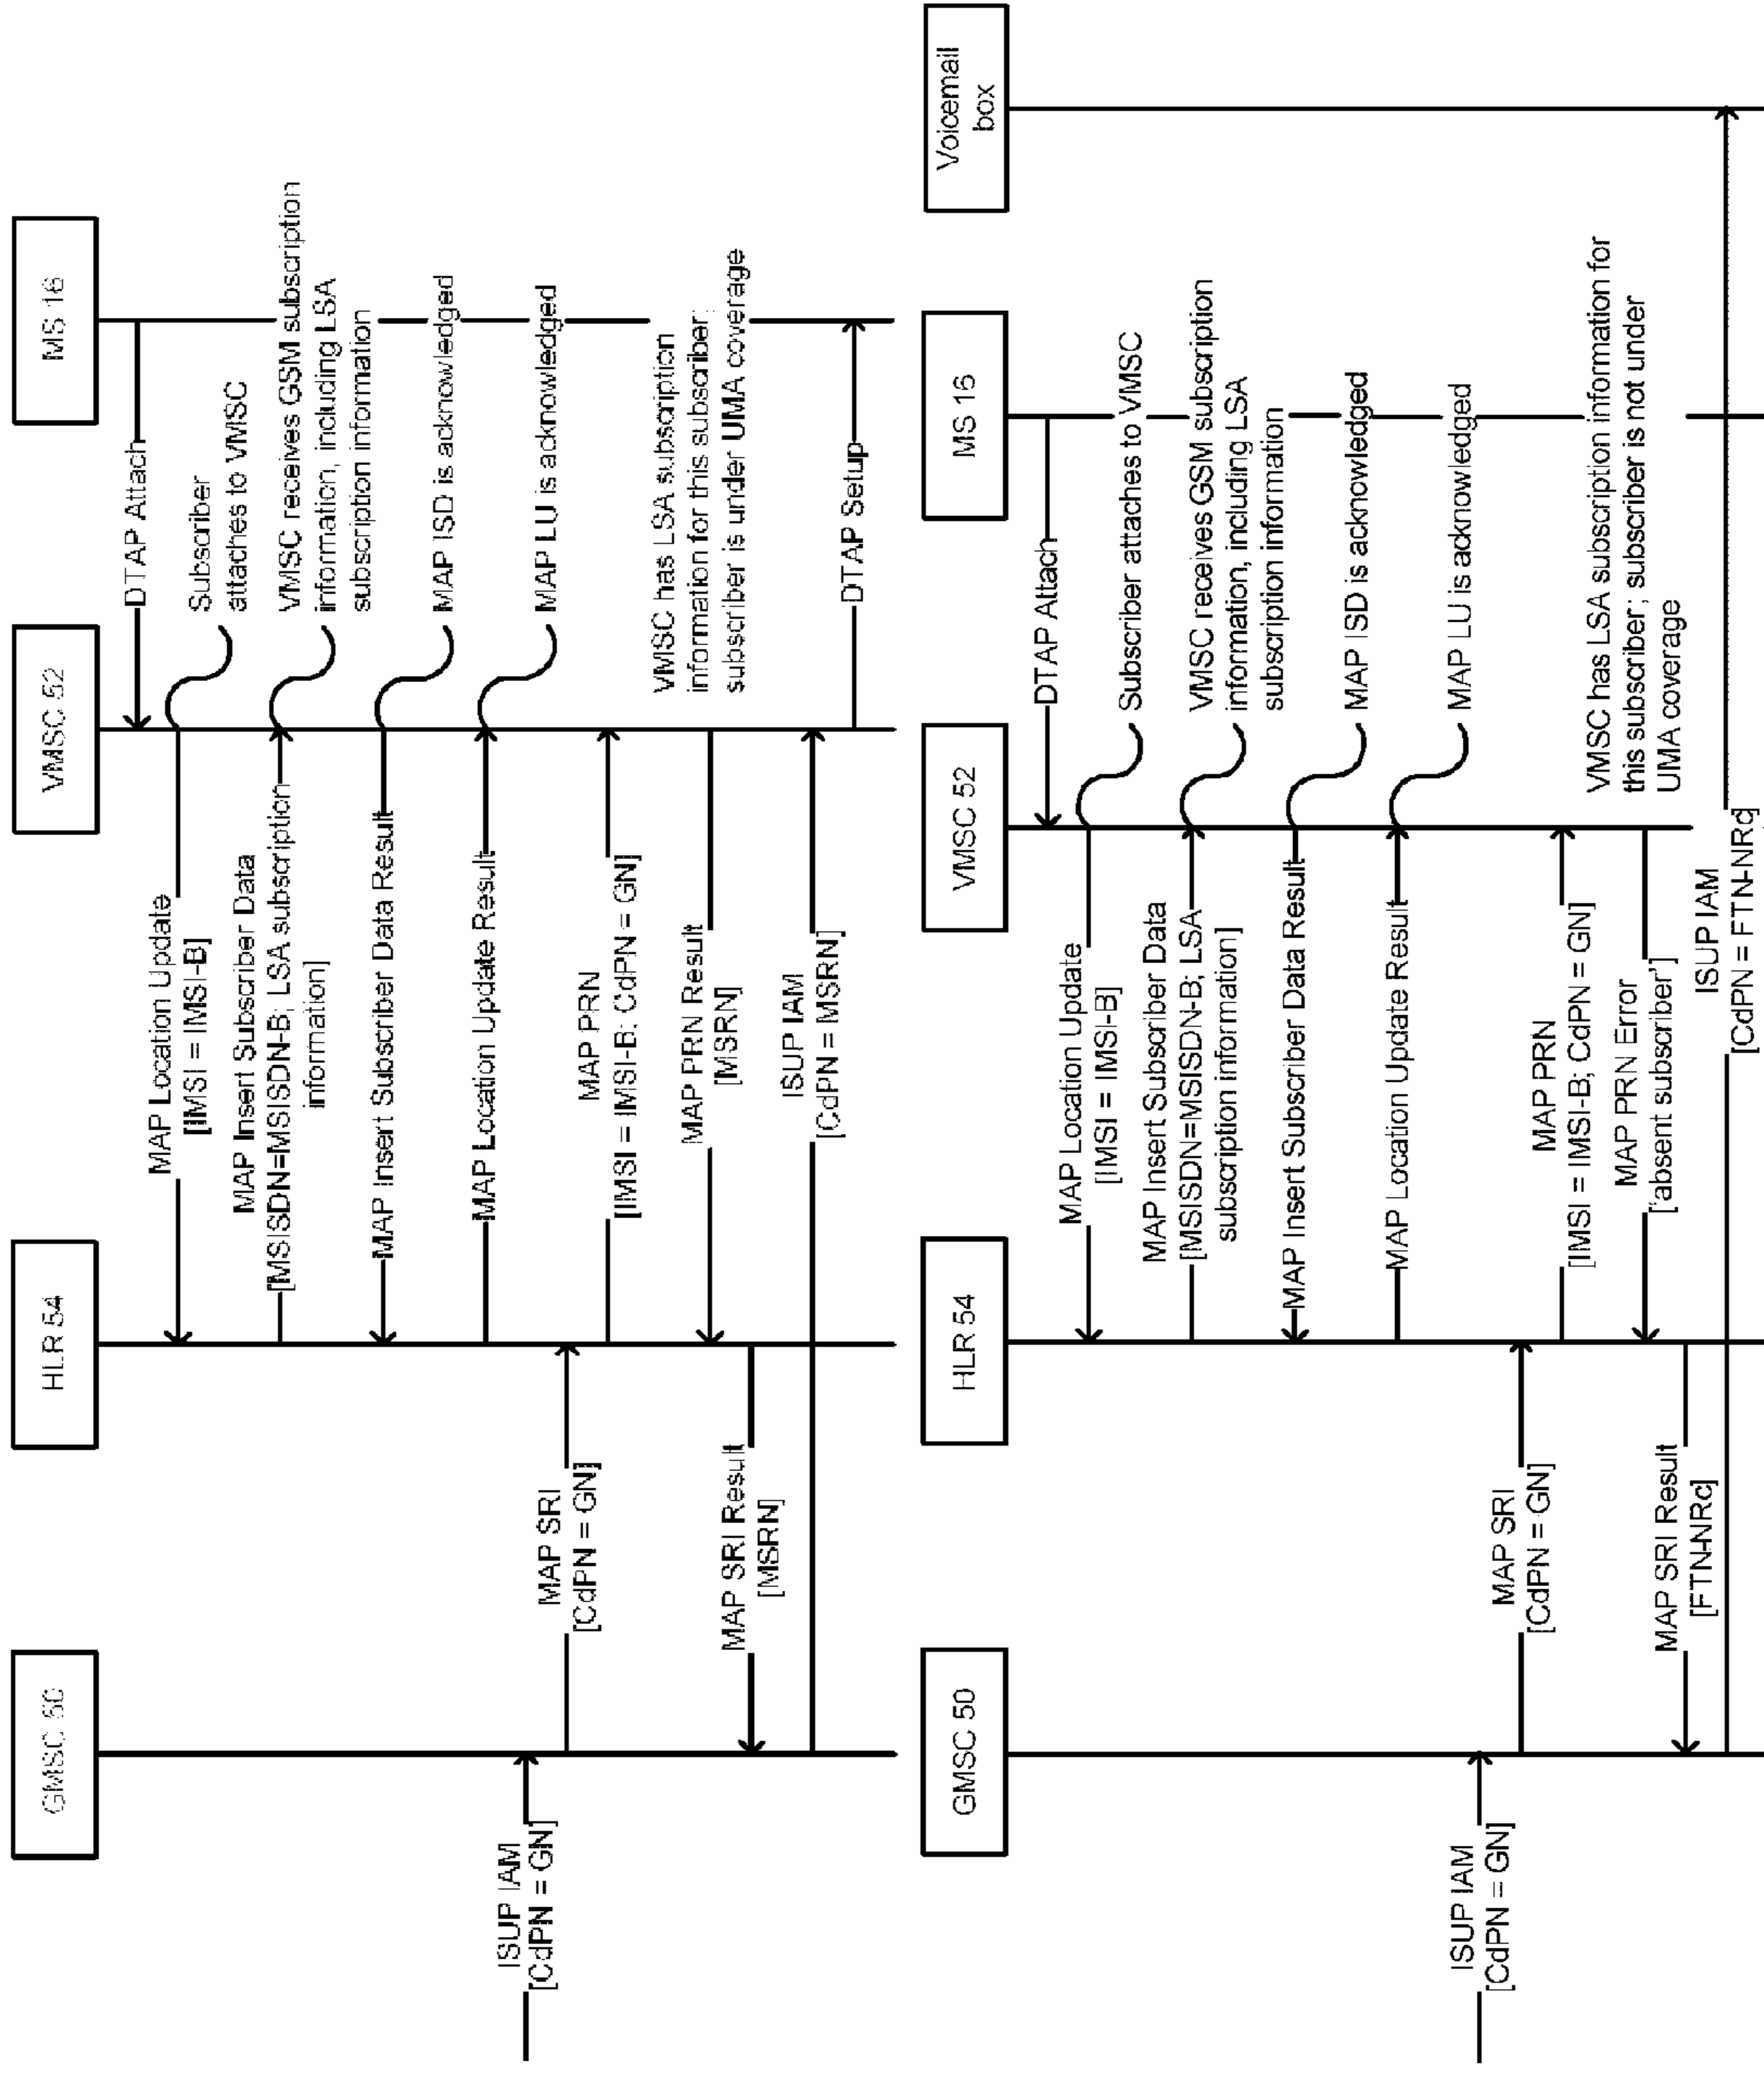 GMSC 50
HLR 54
VMSC 52
MS 16
DTAP Attach
MAP Location Update
[IMSI = IMSI-B]
Subscriber
attaches to VMSC
MAP Insert Subscriber Data
[MSISDN=MSISDN-B; LSA subscription
information]
VMSC receives GSM subscription
information, including LSA
subscription information
MAP Insert Subscriber Data Result
MAP ISD is acknowledged
MAP Location Update Result
MAP LU is acknowledged
ISUP IAM
[CdPN = GN]
MAP SRI
[CdPN = GN]
MAP PRN
[IMSI = IMSI-B; CdPN = GN]
VMSC has LSA subscription
information for this subscriber;
subscriber is under UMA coverage
MAP PRN Result
[MSRN]
MAP SRI Result
[MSRN]
ISUP IAM
[CdPN = MSRN]
DTAP Setup
GMSC 50
HLR 54
VMSC 52
MS 16
Voicemail
box
DTAP Attach
MAP Location Update
[IMSI = IMSI-B]
Subscriber attaches to VMSC
MAP Insert Subscriber Data
[MSISDN=MSISDN-B; LSA
subscription information]
VMSC receives GSM subscription
information, including LSA
subscription information
MAP Insert Subscriber Data Result
MAP ISD is acknowledged
MAP Location Update Result
MAP LU is acknowledged
ISUP IAM
[CdPN = GN]
MAP SRI
[CdPN = GN]
MAP PRN
[IMSI = IMSI-B; CdPN = GN]
VMSC has LSA subscription information for
this subscriber; subscriber is not under
UMA coverage
MAP PRN Error
['absent subscriber']
MAP SRI Result
[FTN-NRc]
ISUP IAM
[CdPN = FTN-NRc]